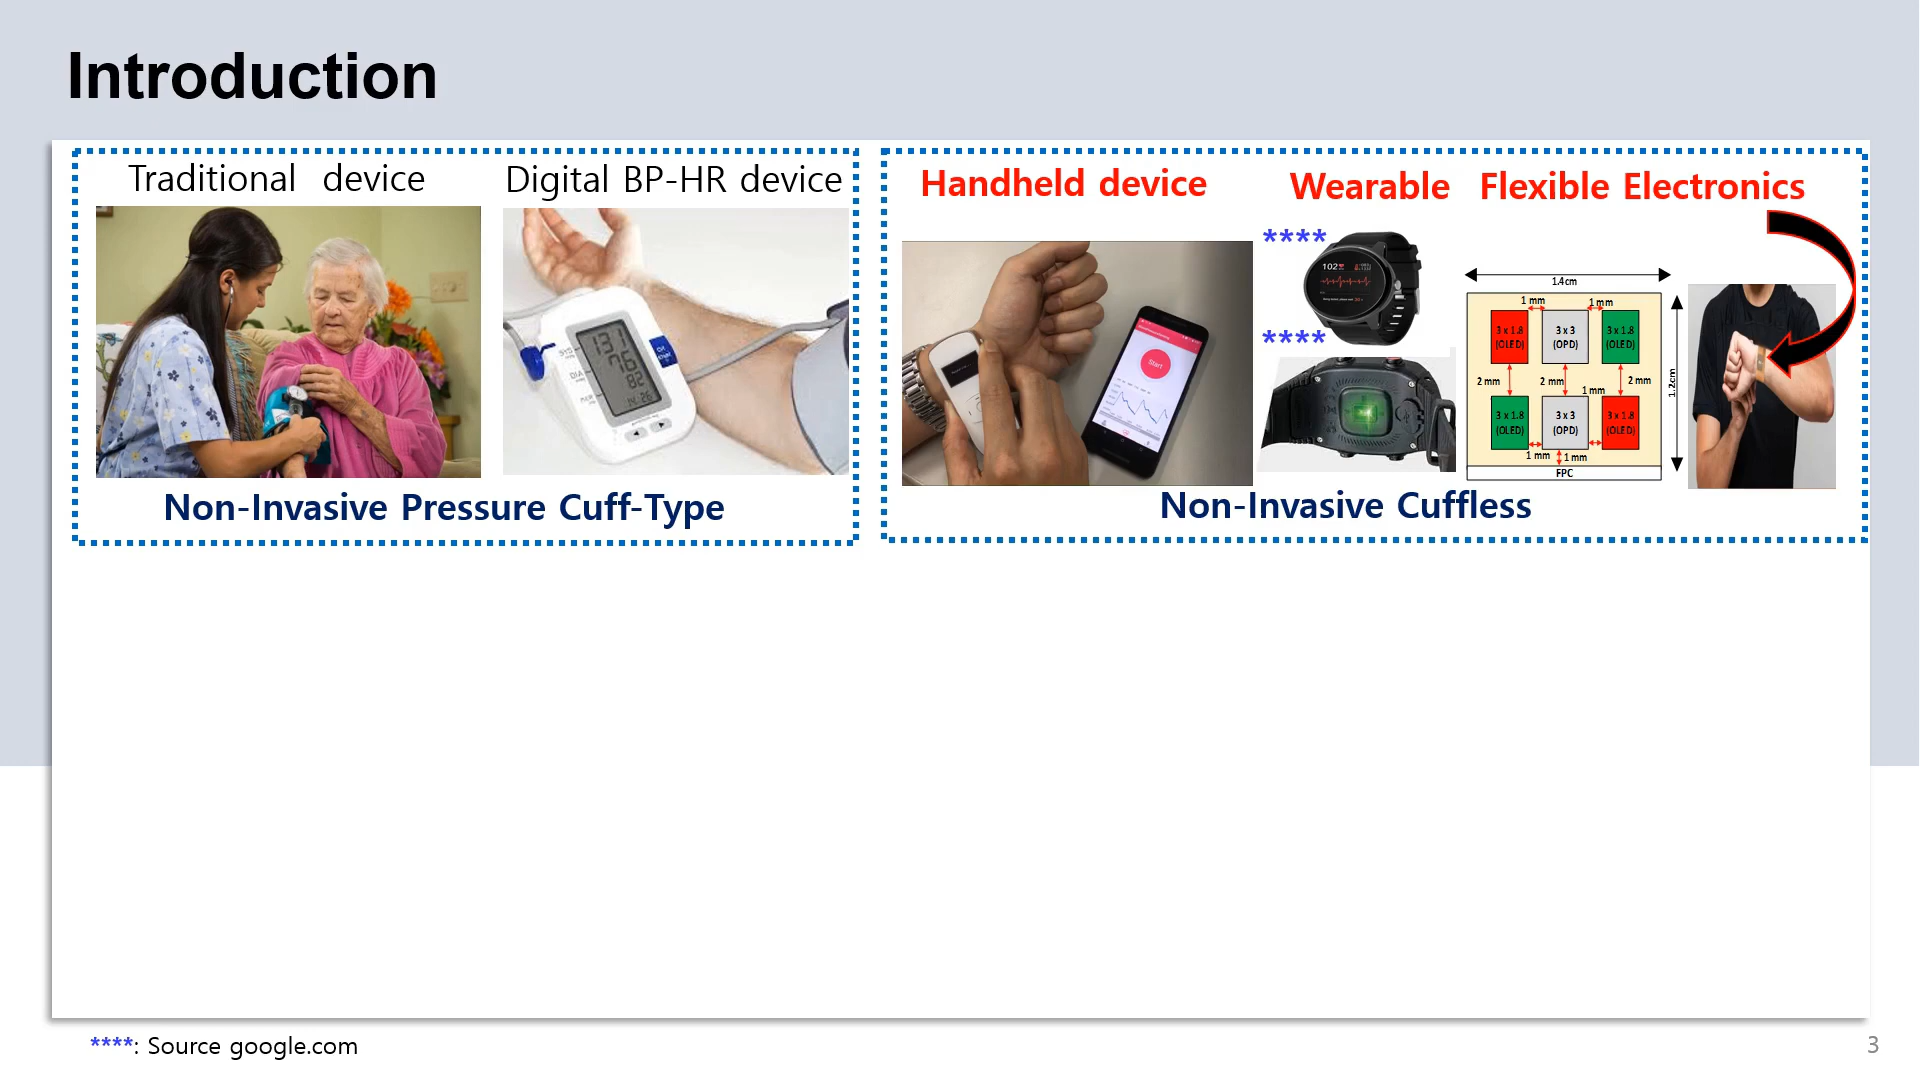 Introduction
Traditional device
Digital BP-HR device
Non-Invasive Pressure Cuff-Type
Handheld device
Wearable
Flexible Electronics
****
102
****
Start
1.4cm
1 mm
1 mm
3 x 1.8
(OLED)
3 x 3
(OPD)
3 x 1.8
(OLED)
2 mm
2 mm
1 mm
2 mm
1.2cm
3 x 1.8
(OLED)
3 x 3
(OPD)
3 x 1.8
(OLED)
1 mm
1 mm
FPC
Non-Invasive Cuffless
****: Source google.com
3